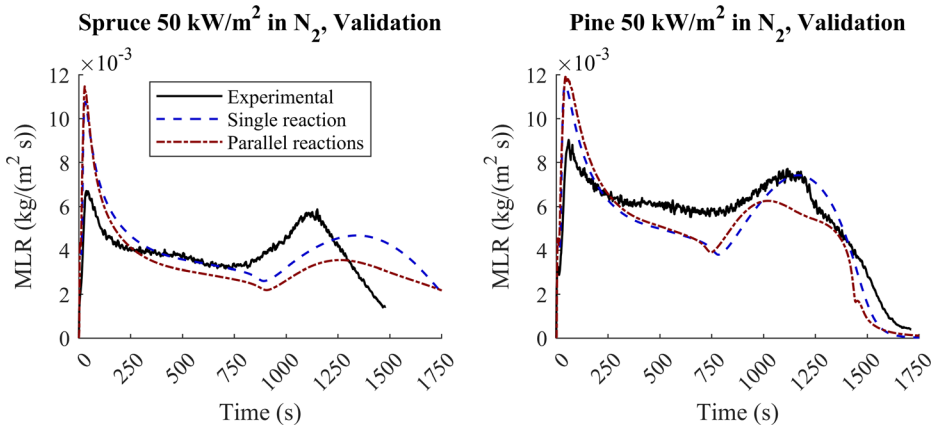 Spruce 50 kW/m² in N₂, Validation
×10⁻³
12
10
8
6
4
2
0
MLR (kg/(m² s))
0 250 500 750 1000 1250 1500 1750
Time (s)
Experimental
Single reaction
Parallel reactions
Pine 50 kW/m² in N₂, Validation
×10⁻³
12
10
8
6
4
2
0
MLR (kg/(m² s))
0 250 500 750 1000 1250 1500 1750
Time (s)